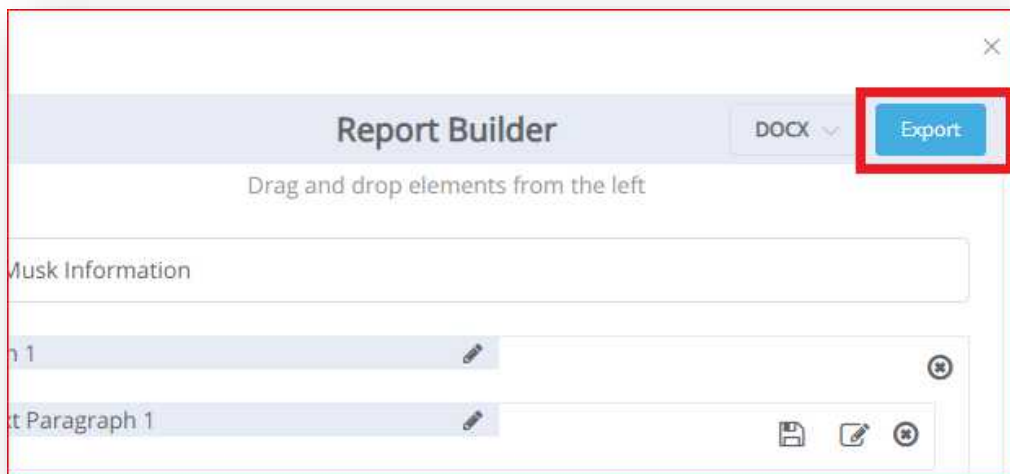 Report Builder DOCX Export
Drag and drop elements from the left
Musk Information
1
Paragraph 1